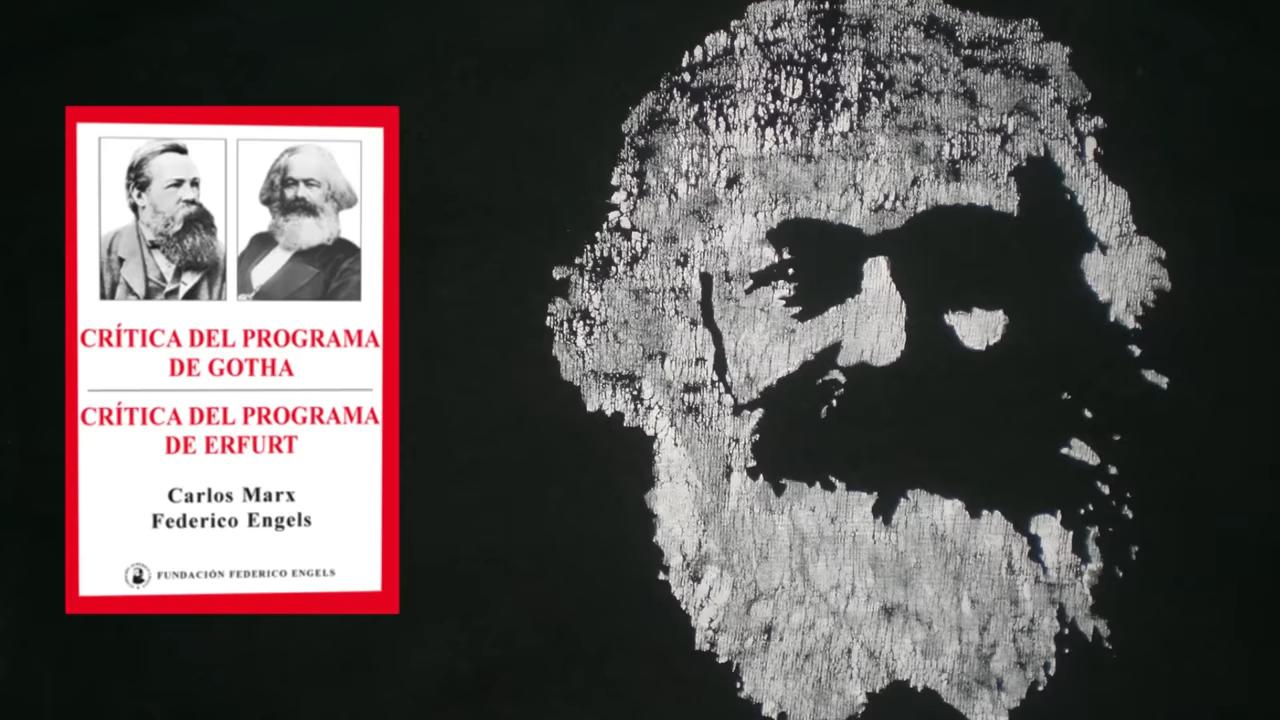 CRÍTICA DEL PROGRAMA
DE GOTHA
CRÍTICA DEL PROGRAMA
DE ERFURT
Carlos Marx
Federico Engels
FUNDACIÓN FEDERICO ENGELS